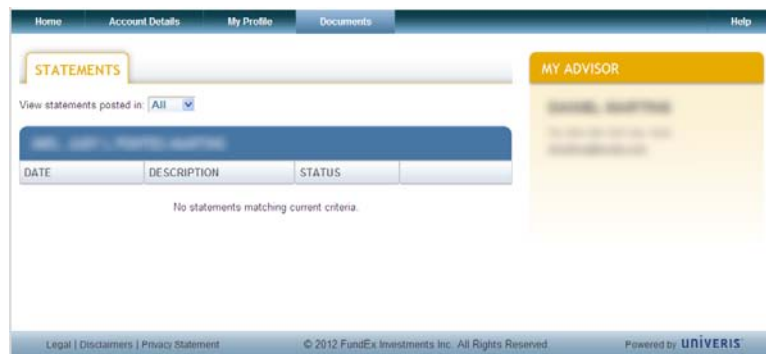 Home Account Details My Profile Documents Help
STATEMENTS
MY ADVISOR
View statements posted in: All
DATE DESCRIPTION STATUS
No statements matching current criteria.
Legal | Disclaimers | Privacy Statement © 2012 FundEx Investments Inc. All Rights Reserved. Powered by UNIVERIS